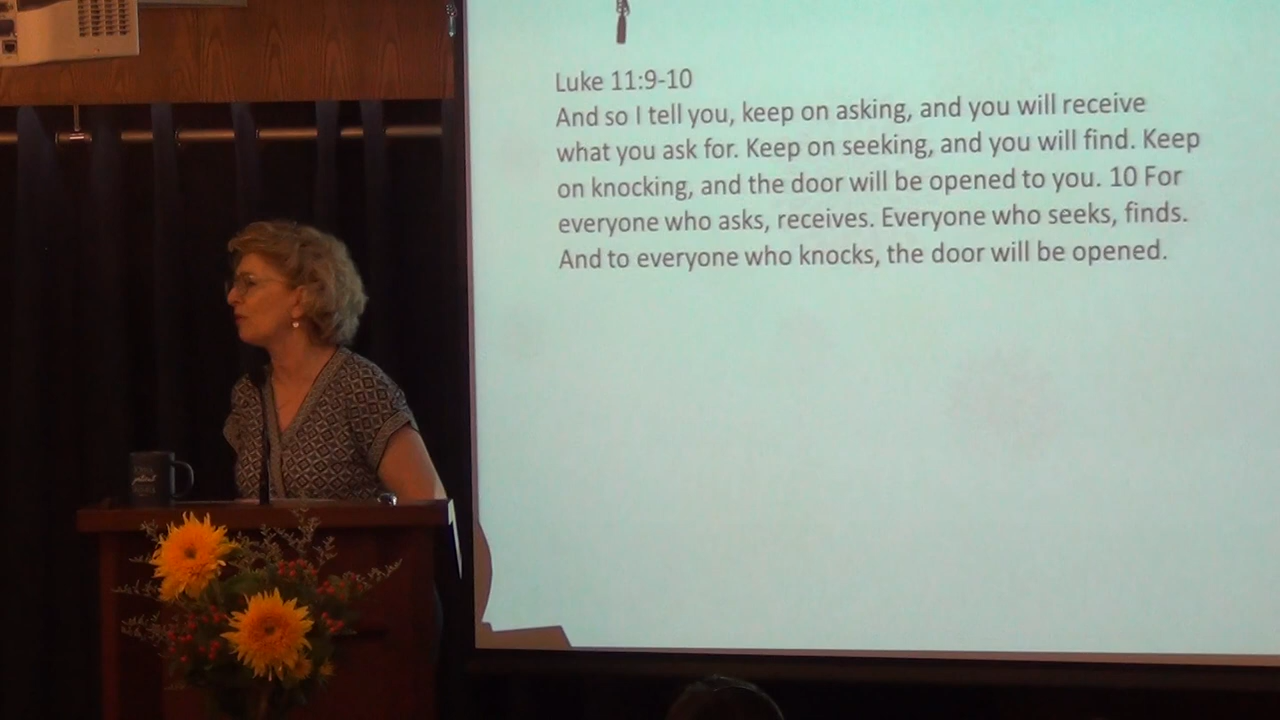 Luke 11:9-10
And so I tell you, keep on asking, and you will receive
what you ask for. Keep on seeking, and you will find. Keep
on knocking, and the door will be opened to you. 10 For
everyone who asks, receives. Everyone who seeks, finds.
And to everyone who knocks, the door will be opened.